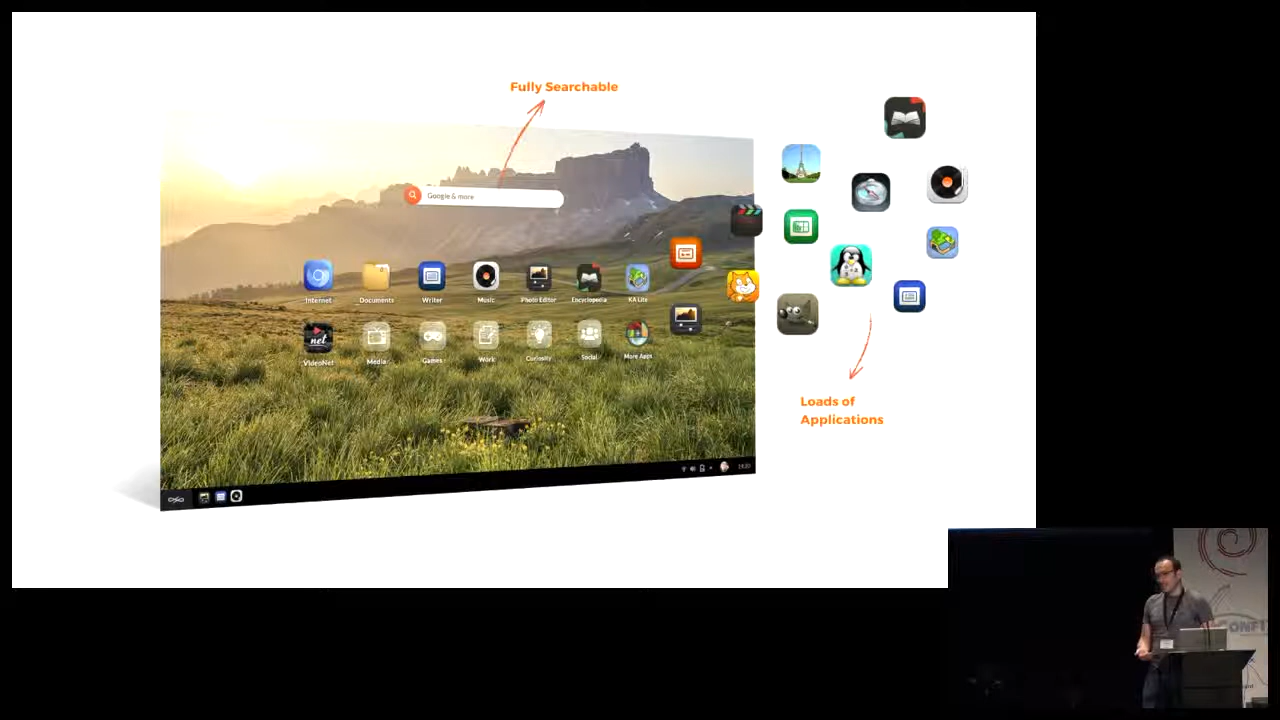 Fully Searchable
Google & more
Internet
Documents
Writer
Music
Photo Editor
Encyclopedia
KA Lite
net
VideoNet
Media
Games
Work
Curiosity
Social
More Apps
Loads of
Applications